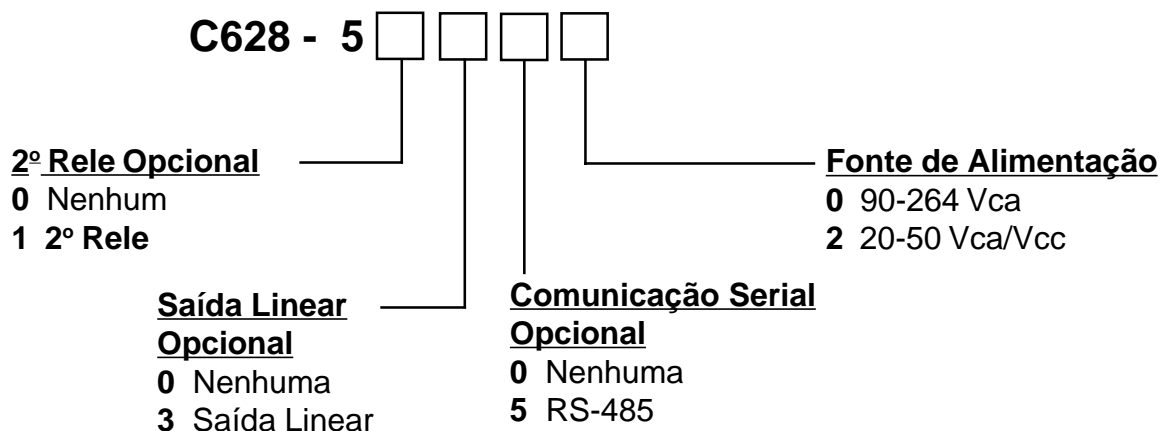 C628 - 5
2º Rele Opcional
0 Nenhum
1 2º Rele
Fonte de Alimentação
0 90-264 Vca
2 20-50 Vca/Vcc
Saída Linear
Opcional
0 Nenhuma
3 Saída Linear
Comunicação Serial
Opcional
0 Nenhuma
5 RS-485